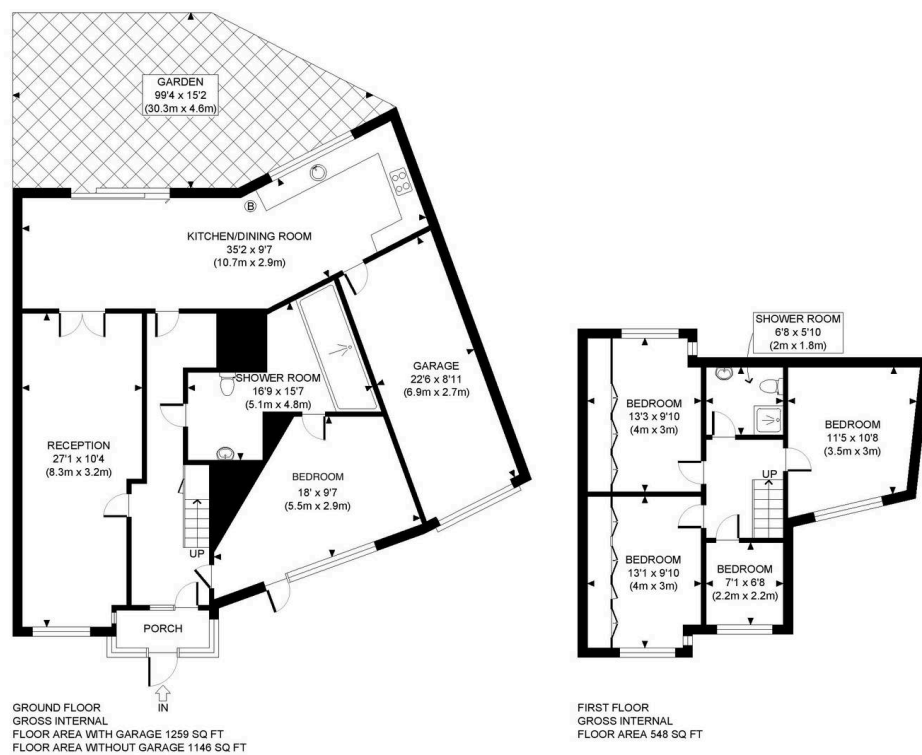 GARDEN
99'4 x 15'2
(30.3m x 4.6m)
B
KITCHEN/DINING ROOM
35'2 x 9'7
(10.7m x 2.9m)
GARAGE
22'6 x 8'11
(6.9m x 2.7m)
SHOWER ROOM
16'9 x 15'7
(5.1m x 4.8m)
RECEPTION
27'1 x 10'4
(8.3m x 3.2m)
BEDROOM
18' x 9'7
(5.5m x 2.9m)
UP
PORCH
IN
GROUND FLOOR
GROSS INTERNAL
FLOOR AREA WITH GARAGE 1259 SQ FT
FLOOR AREA WITHOUT GARAGE 1146 SQ FT
SHOWER ROOM
6'8 x 5'10
(2m x 1.8m)
BEDROOM
13'3 x 9'10
(4m x 3m)
BEDROOM
11'5 x 10'8
(3.5m x 3m)
UP
BEDROOM
13'1 x 9'10
(4m x 3m)
BEDROOM
7'1 x 6'8
(2.2m x 2.2m)
FIRST FLOOR
GROSS INTERNAL
FLOOR AREA 548 SQ FT